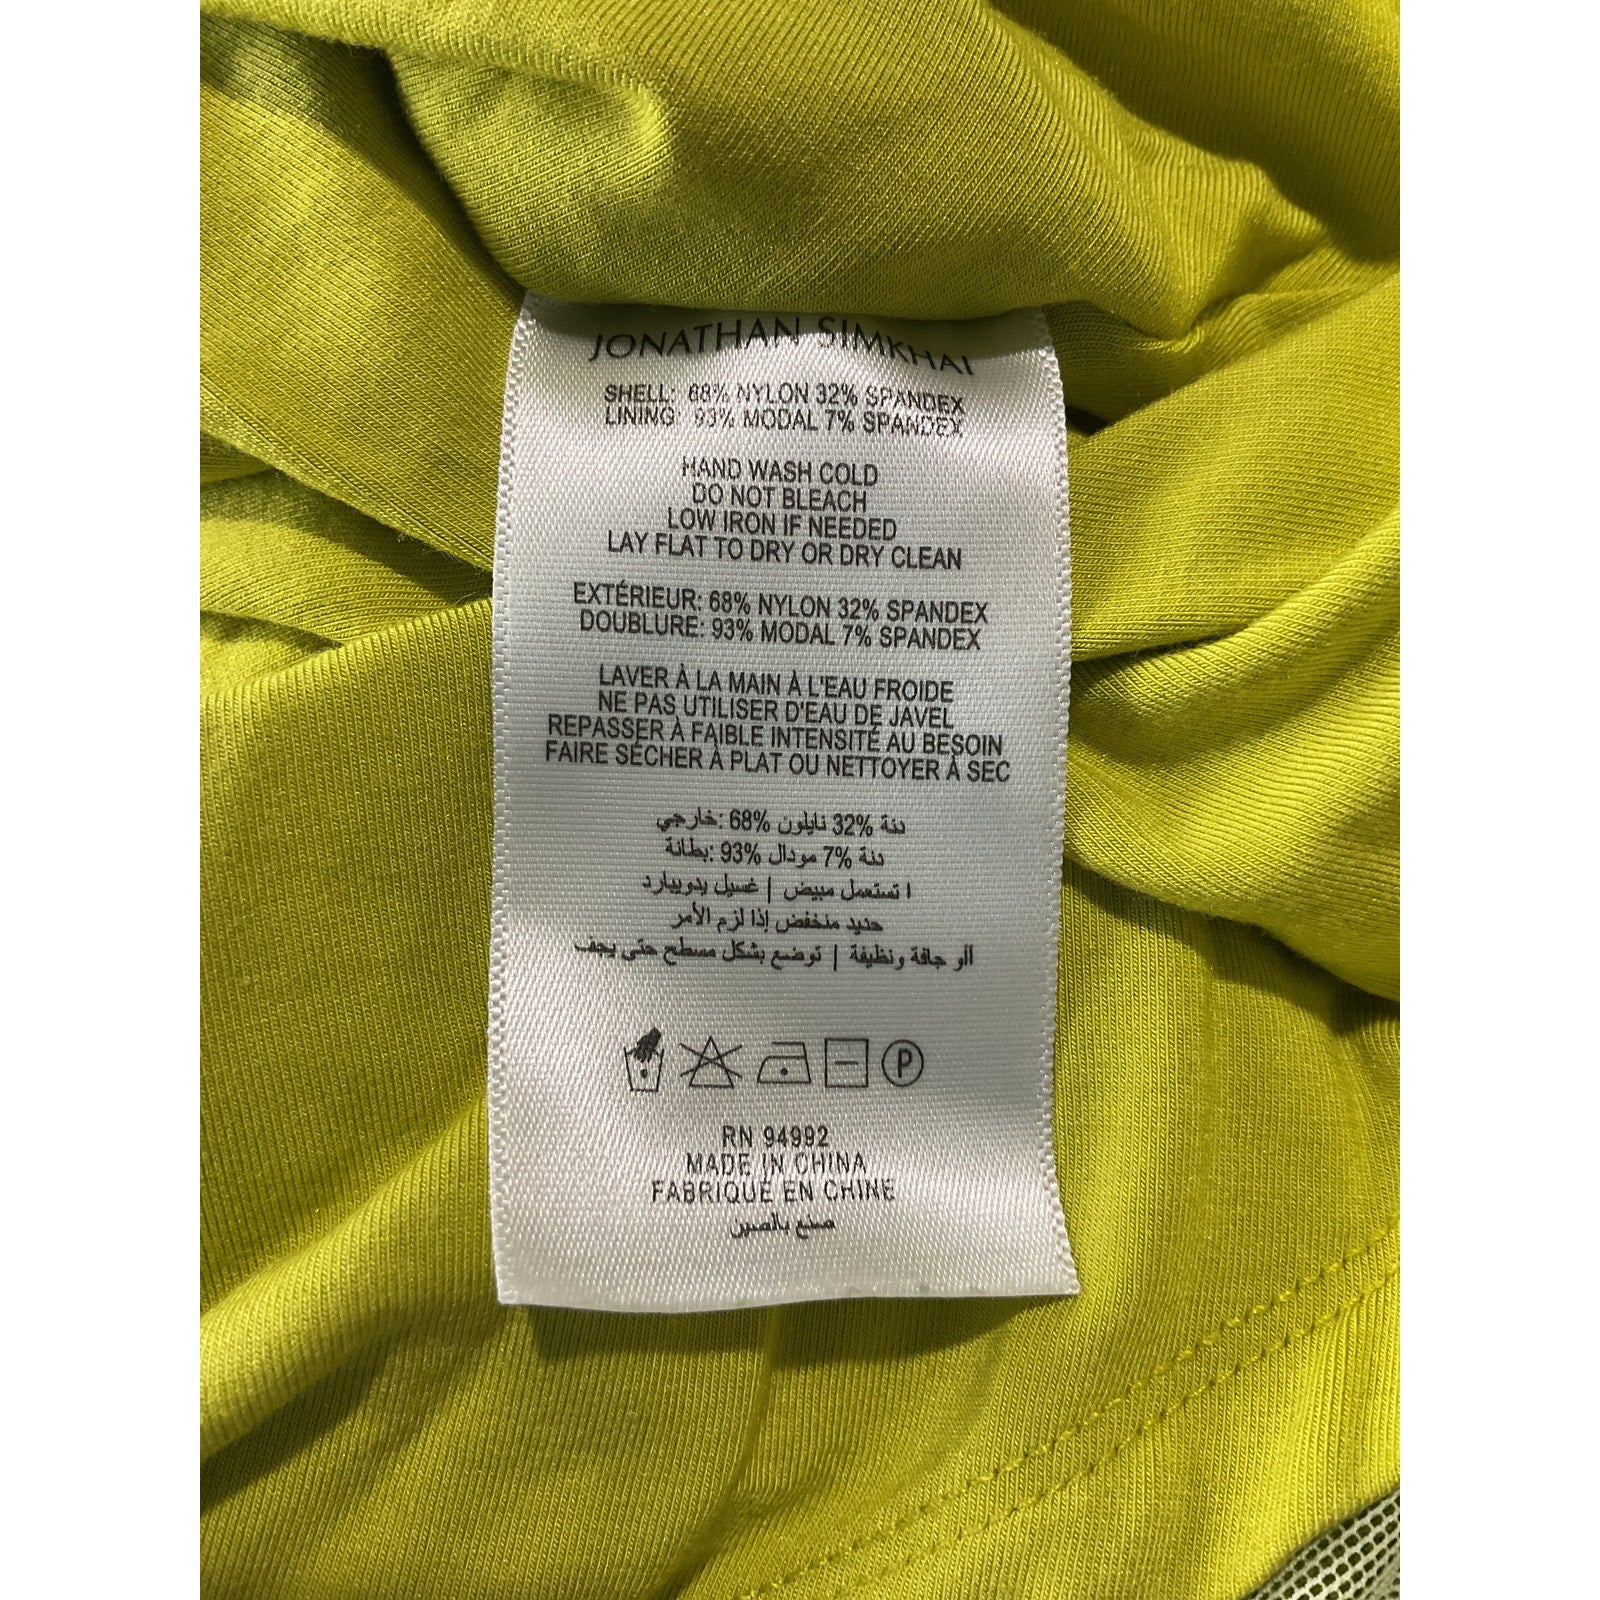 JONATHAN SIMKHAI
SHELL: 68% NYLON 32% SPANDEX
LINING: 93% MODAL 7% SPANDEX
HAND WASH COLD
DO NOT BLEACH
LOW IRON IF NEEDED
LAY FLAT TO DRY OR DRY CLEAN
EXTÉRIEUR: 68% NYLON 32% SPANDEX
DOUBLURE: 93% MODAL 7% SPANDEX
LAVER À LA MAIN À L'EAU FROIDE
NE PAS UTILISER D'EAU DE JAVEL
REPASSER À FAIBLE INTENSITÉ AU BESOIN
FAIRE SÉCHER À PLAT OU NETTOYER À SEC
خارجي: 68% نايلون 32% دنة
بطانة: 93% مودال 7% دنة
ا تستعمل مبيض | غسيل يدويبارد
حديد منخفض إذا لزم الأمر
ألو جافة ونظيفة | توضع بشكل مسطح حتى يجف
P
RN 94992
MADE IN CHINA
FABRIQUÉ EN CHINE
صنع بالصين